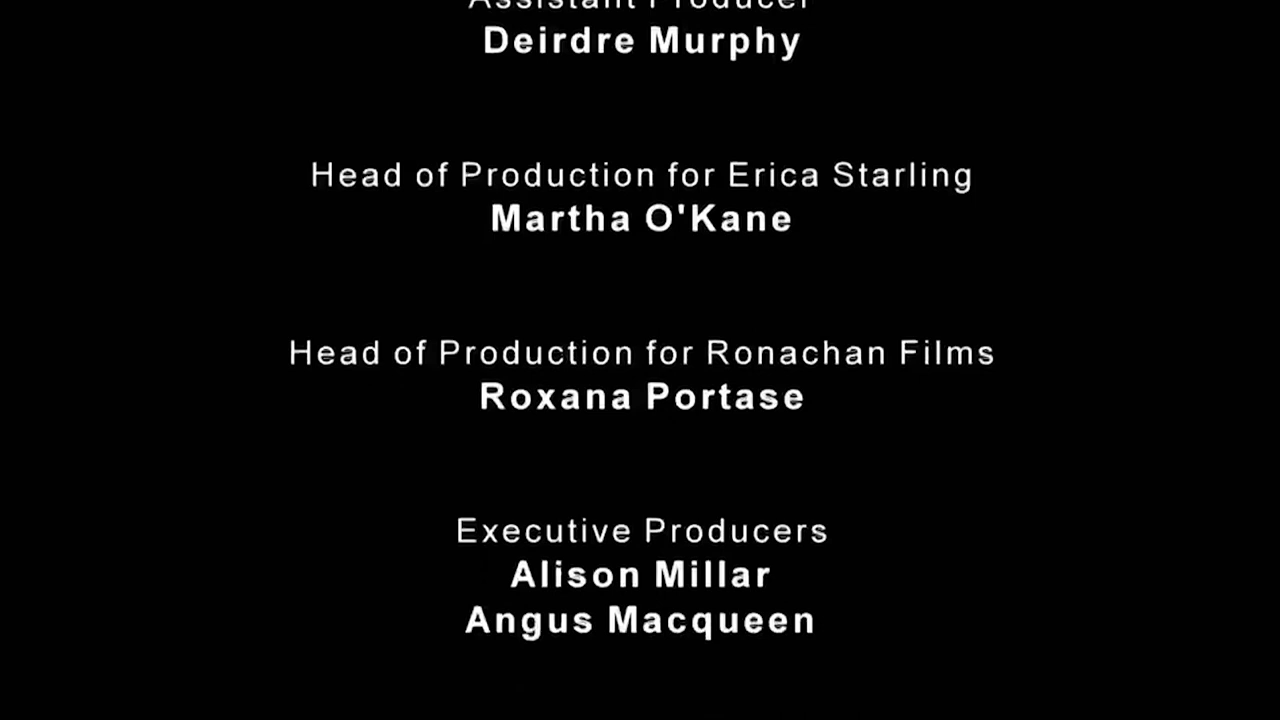 Assistant Producer
Deirdre Murphy
Head of Production for Erica Starling
Martha O'Kane
Head of Production for Ronachan Films
Roxana Portase
Executive Producers
Alison Millar
Angus Macqueen